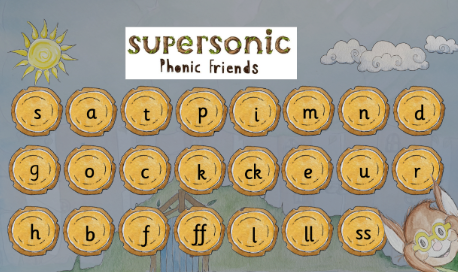 supersonic
Phonic Friends
s a t p i m n d
g o c k ck e u r
h b f ff l ll ss